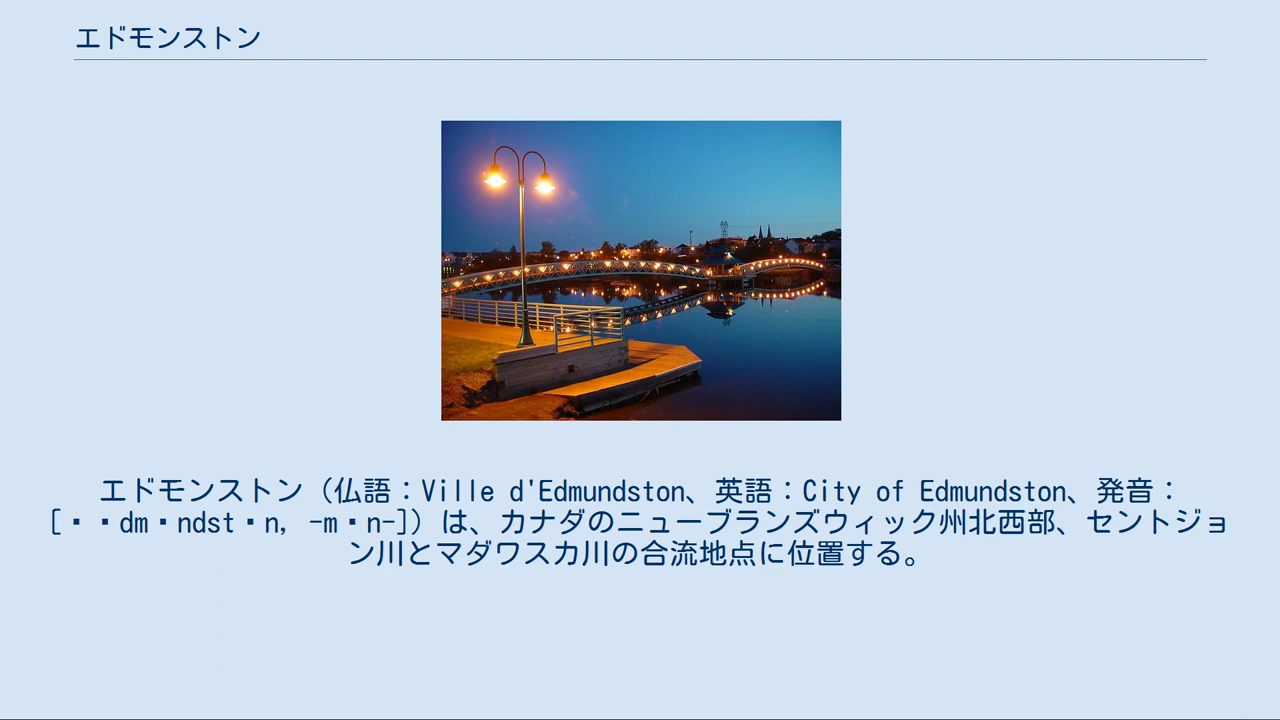 エドモンストン
エドモンストン（仏語：Ville d'Edmundston、英語：City of Edmundston、発音：
[▪▪dm▪ndst▪n, -m▪n-]）は、カナダのニューブランズウィック州北西部、セントジョ
ン川とマダワスカ川の合流地点に位置する。